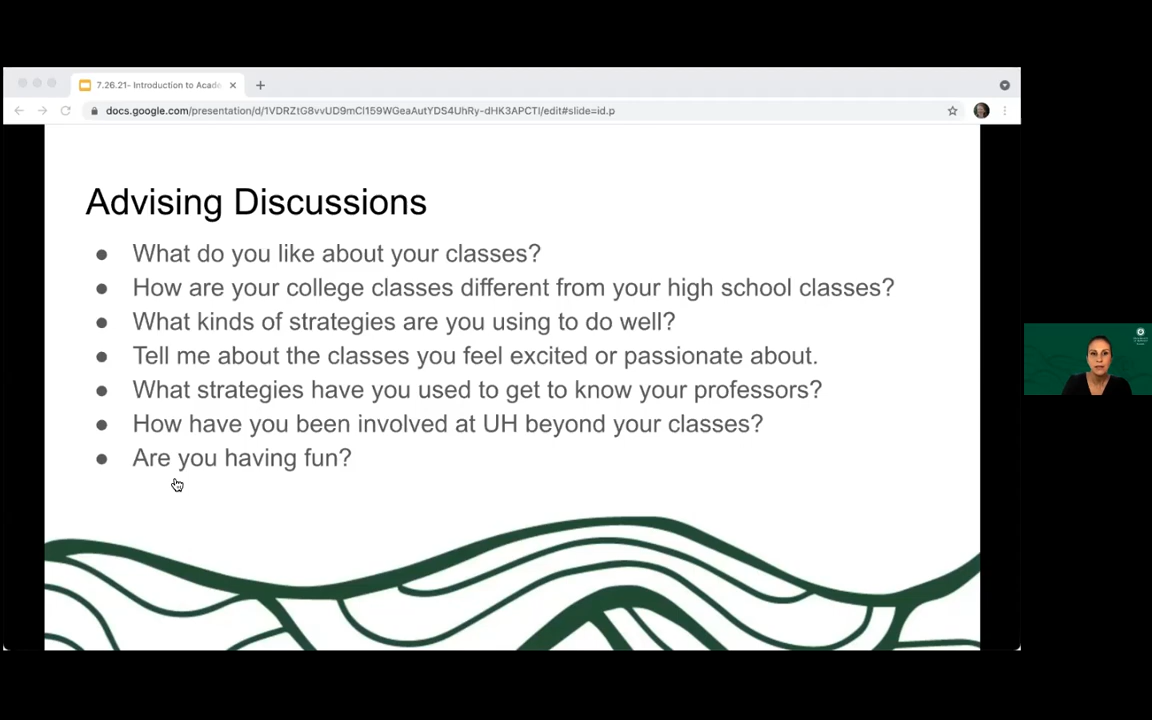 7.26.21- Introduction to Acade
docs.google.com/presentation/d/1VDRZtG8vvUD9mCl159WGeaAutYDS4UhRy-dHK3APCTI/edit#slide=id.p
Advising Discussions
● What do you like about your classes?
● How are your college classes different from your high school classes?
● What kinds of strategies are you using to do well?
● Tell me about the classes you feel excited or passionate about.
● What strategies have you used to get to know your professors?
● How have you been involved at UH beyond your classes?
● Are you having fun?